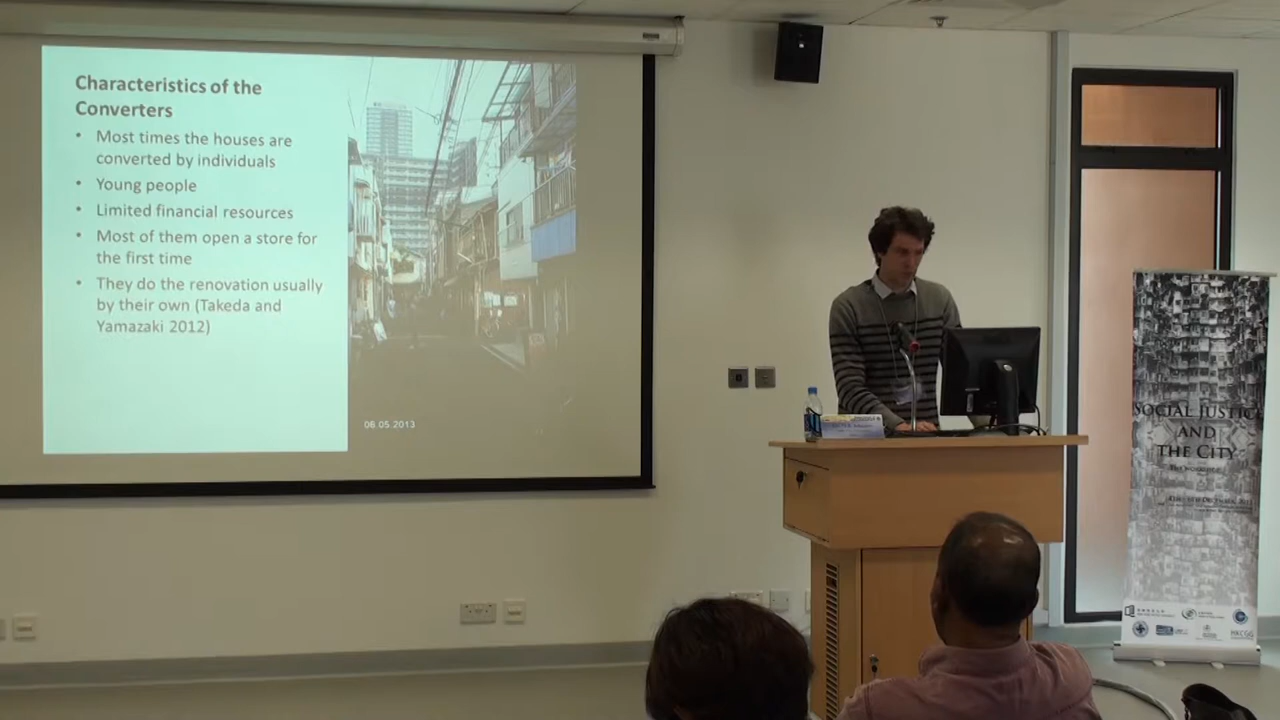 Characteristics of the
Converters
• Most times the houses are
converted by individuals
• Young people
• Limited financial resources
• Most of them open a store for
the first time
• They do the renovation usually
by their own (Takeda and
Yamazaki 2012)
06.05.2013
SOCIAL JUSTICE
AND
THE CITY
HKCGG